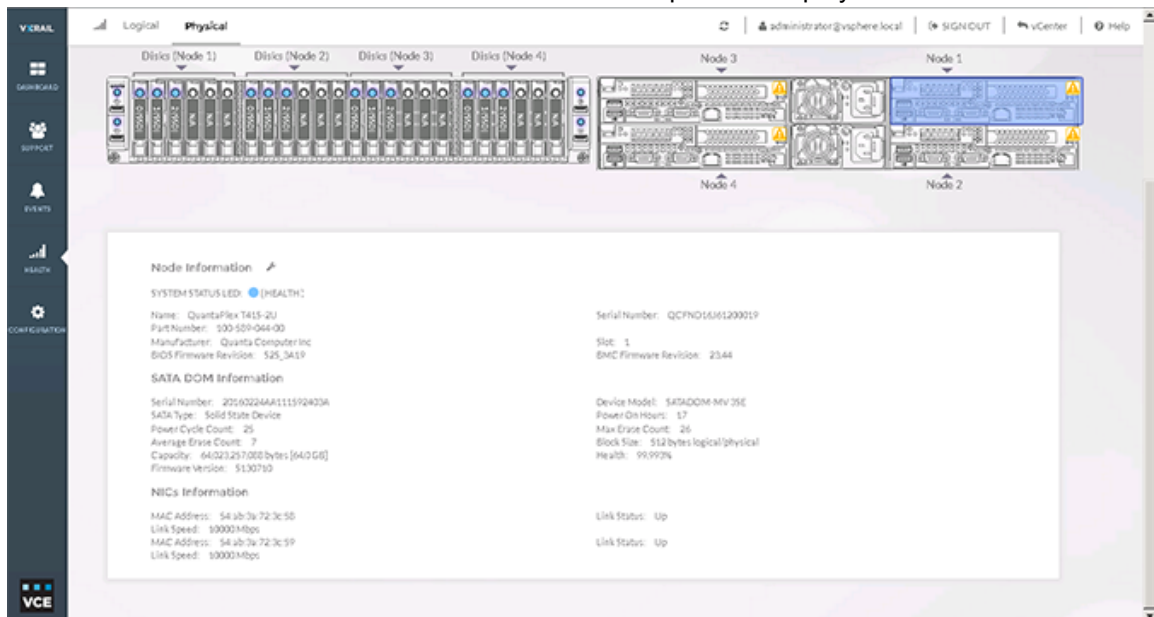 VXRAIL
Logical Physical
administrator@vsphere.local SIGN OUT vCenter Help
DASHBOARD
SUPPORT
EVENTS
HEALTH
CONFIGURATION
VCE
Disks (Node 1) Disks (Node 2) Disks (Node 3) Disks (Node 4)
Node 3 Node 1
Node 4 Node 2
Node Information
SYSTEM STATUS LED: [HEALTH]
Name: QuantaPlex T41S-2U Serial Number: QCFNO16J61200019
Part Number: 100-589-044-00
Manufacturer: Quanta Computer Inc Slot: 1
BIOS Firmware Revision: S2S_3A19 BMC Firmware Revision: 23.44
SATA DOM Information
Serial Number: 20160224AA111592403A Device Model: SATADOM-MV 3SE
SATA Type: Solid State Device Power On Hours: 17
Power Cycle Count: 25 Max Erase Count: 26
Average Erase Count: 7 Block Size: 512 bytes logical/physical
Capacity: 64,023,257,088 bytes [64.0 GB] Health: 99.993%
Firmware Version: S130710
NICs Information
MAC Address: 54:ab:3a:72:3c:58 Link Status: Up
Link Speed: 10000 Mbps
MAC Address: 54:ab:3a:72:3c:59 Link Status: Up
Link Speed: 10000 Mbps